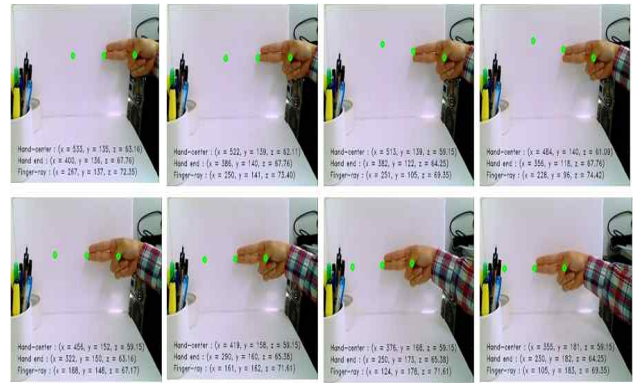 Hand-center : (x = 533, y = 135, z = 63.16)
Hand end : (x = 400, y = 136, z = 67.76)
Finger-ray : (x = 267, y = 137, z = 72.35)
Hand-center : (x = 522, y = 139, z = 62.11)
Hand end : (x = 386, y = 140, z = 67.76)
Finger-ray : (x = 250, y = 141, z = 73.40)
Hand-center : (x = 513, y = 139, z = 59.15)
Hand end : (x = 382, y = 122, z = 64.25)
Finger-ray : (x = 251, y = 105, z = 69.35)
Hand-center : (x = 484, y = 140, z = 61.09)
Hand end : (x = 356, y = 118, z = 67.76)
Finger-ray : (x = 228, y = 96, z = 74.42)
Hand-center : (x = 456, y = 152, z = 59.15)
Hand end : (x = 322, y = 150, z = 63.16)
Finger-ray : (x = 188, y = 148, z = 67.17)
Hand-center : (x = 419, y = 158, z = 59.15)
Hand end : (x = 290, y = 160, z = 65.38)
Finger-ray : (x = 161, y = 162, z = 71.61)
Hand-center : (x = 376, y = 168, z = 59.15)
Hand end : (x = 250, y = 173, z = 65.38)
Finger-ray : (x = 124, y = 178, z = 71.61)
Hand-center : (x = 355, y = 181, z = 59.15)
Hand end : (x = 230, y = 182, z = 64.25)
Finger-ray : (x = 105, y = 183, z = 69.35)